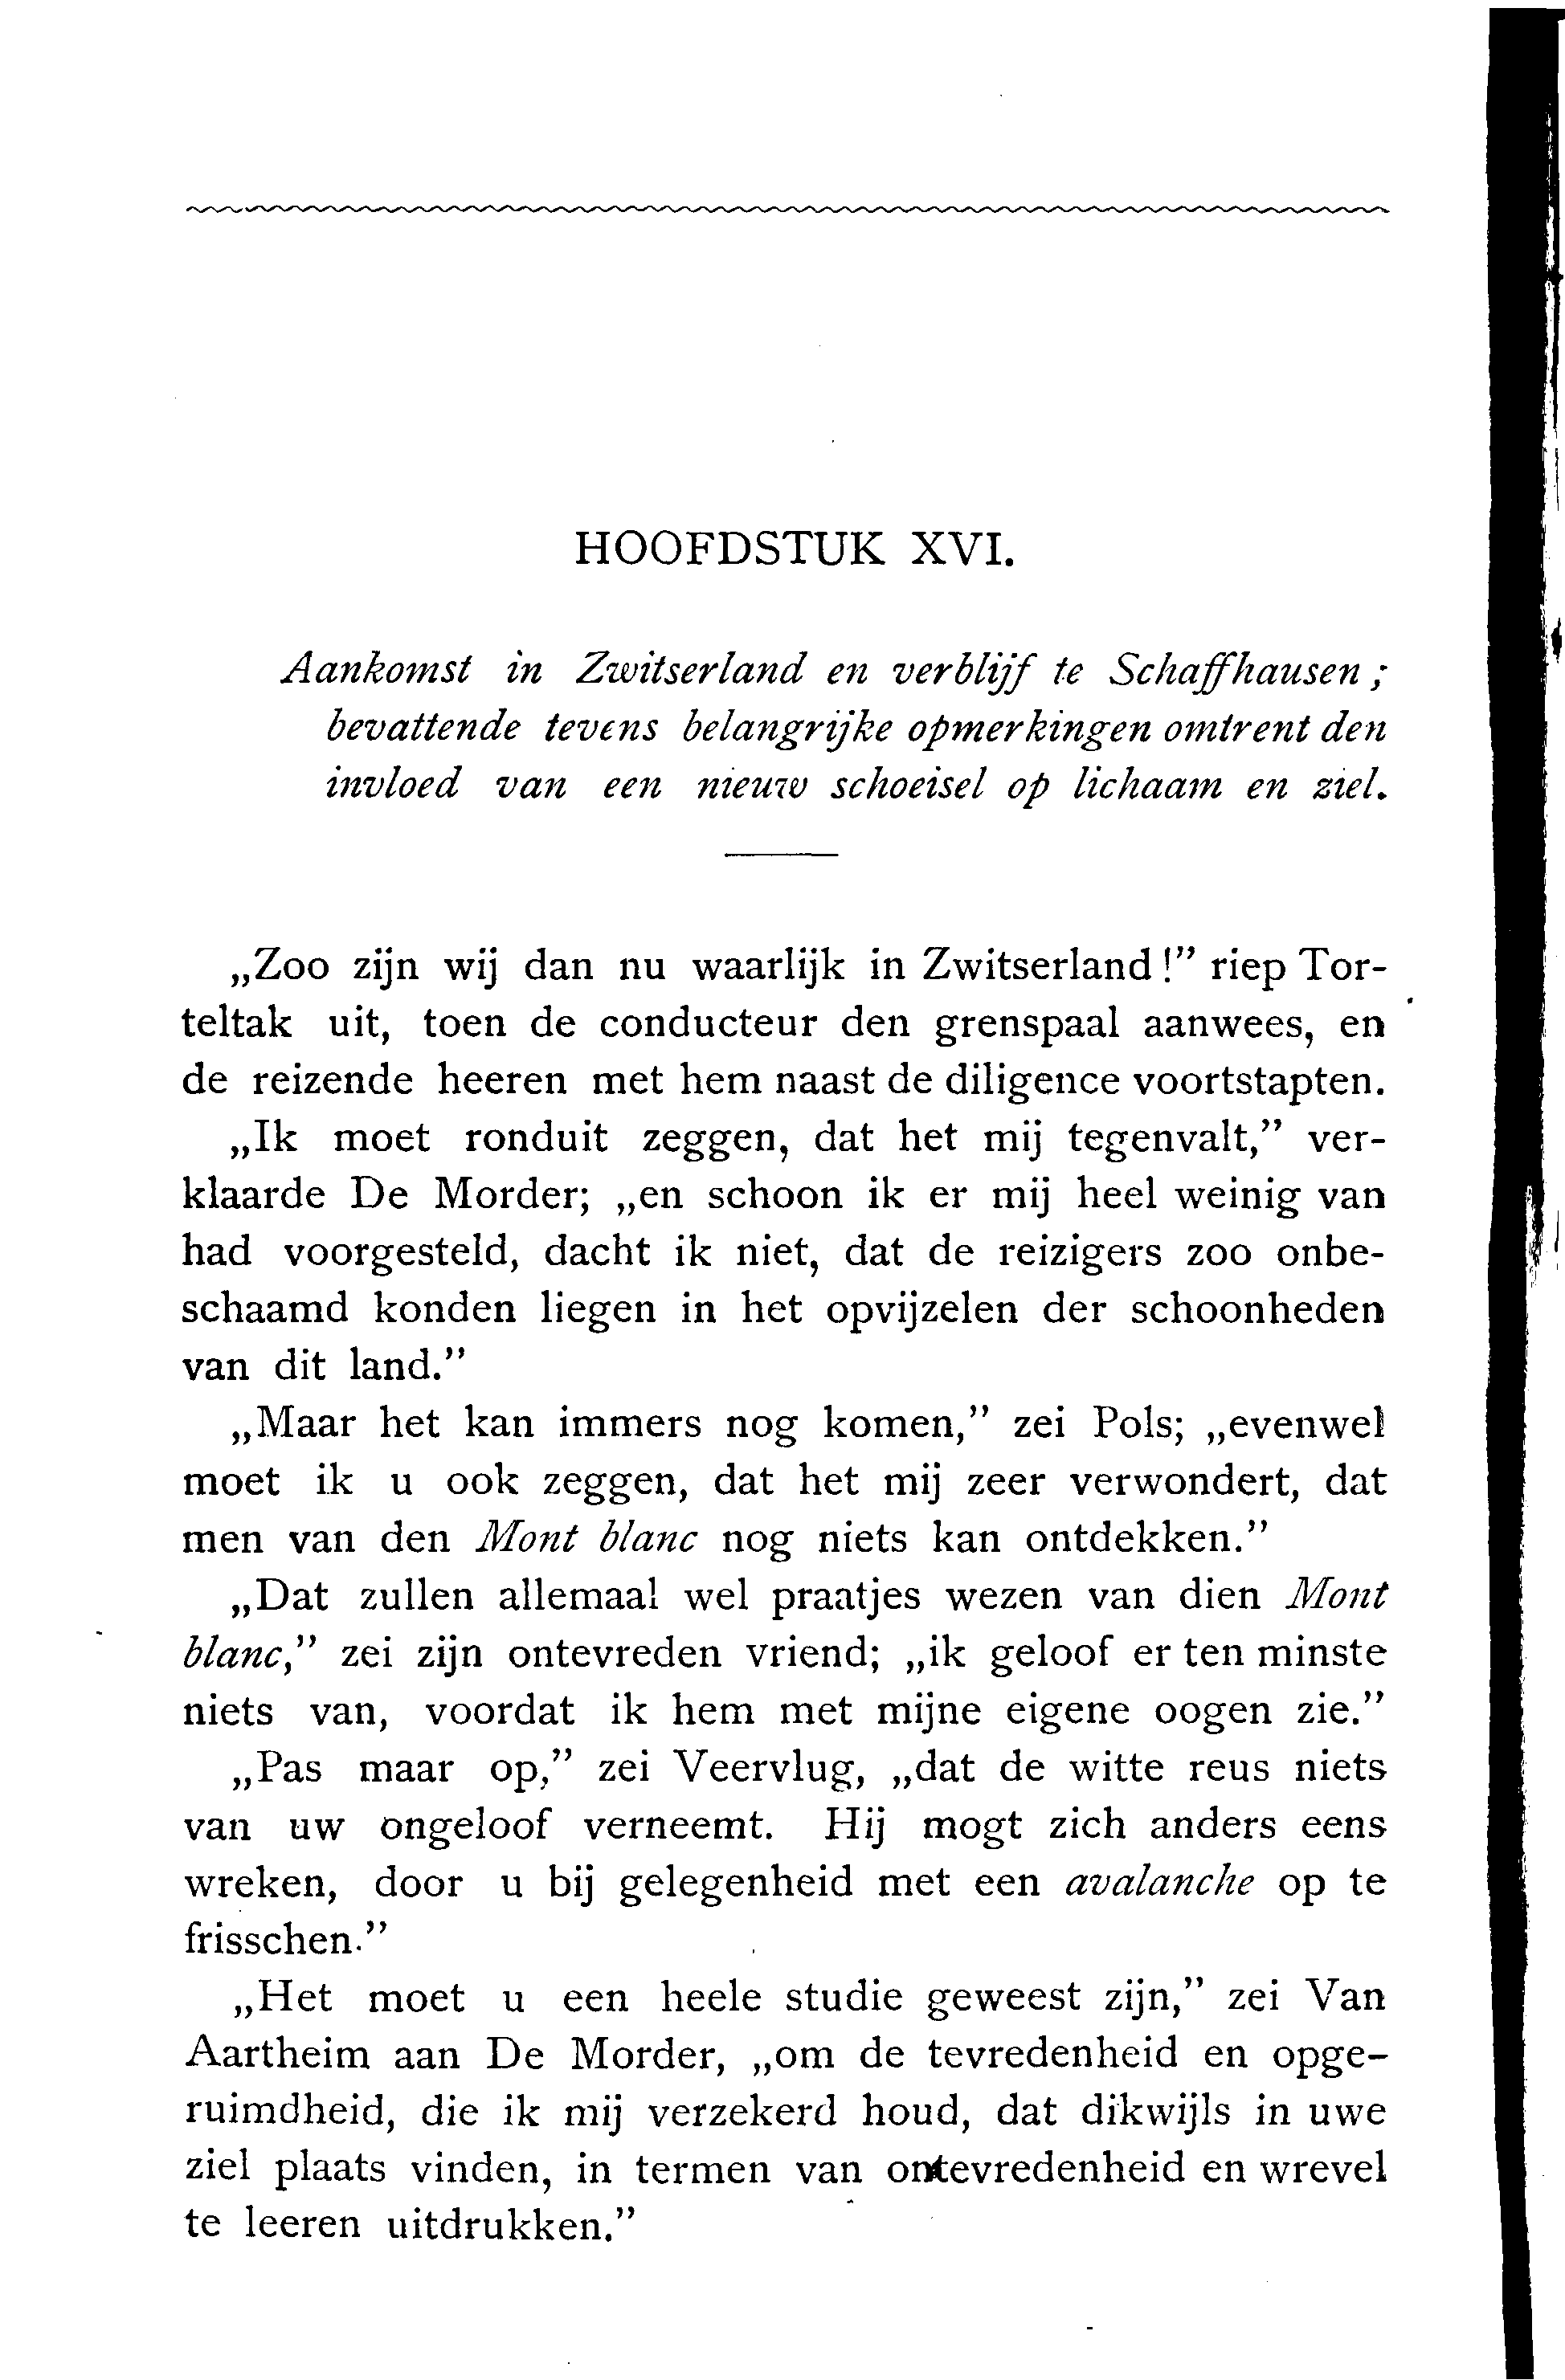 HOOFDSTUK XVI.
Aankomst in Zwitserland en verblijf te Schaffhausen ;
bevattende tevens belangrijke opmerkingen omtrent den
invloed van een nieuw schoeisel op lichaam en ziel.
„Zoo zijn wij dan nu waarlijk in Zwitserland !” riep Tor-
teltak uit, toen de conducteur den grenspaal aanwees, en
de reizende heeren met hem naast de diligence voortstapten.
„Ik moet ronduit zeggen, dat het mij tegenvalt,” ver-
klaarde De Morder; „en schoon ik er mij heel weinig van
had voorgesteld, dacht ik niet, dat de reizigers zoo onbe-
schaamd konden liegen in het opvijzelen der schoonheden
van dit land.”
„Maar het kan immers nog komen,” zei Pols; „evenwel
moet ik u ook zeggen, dat het mij zeer verwondert, dat
men van den Mont blanc nog niets kan ontdekken.”
„Dat zullen allemaal wel praatjes wezen van dien Mont
blanc,” zei zijn ontevreden vriend; „ik geloof er ten minste
niets van, voordat ik hem met mijne eigene oogen zie.”
„Pas maar op,” zei Veervlug, „dat de witte reus niets
van uw ongeloof verneemt. Hij mogt zich anders eens
wreken, door u bij gelegenheid met een avalanche op te
frisschen.”
„Het moet u een heele studie geweest zijn,” zei Van
Aartheim aan De Morder, „om de tevredenheid en opge-
ruimdheid, die ik mij verzekerd houd, dat dikwijls in uwe
ziel plaats vinden, in termen van ontevredenheid en wrevel
te leeren uitdrukken.”